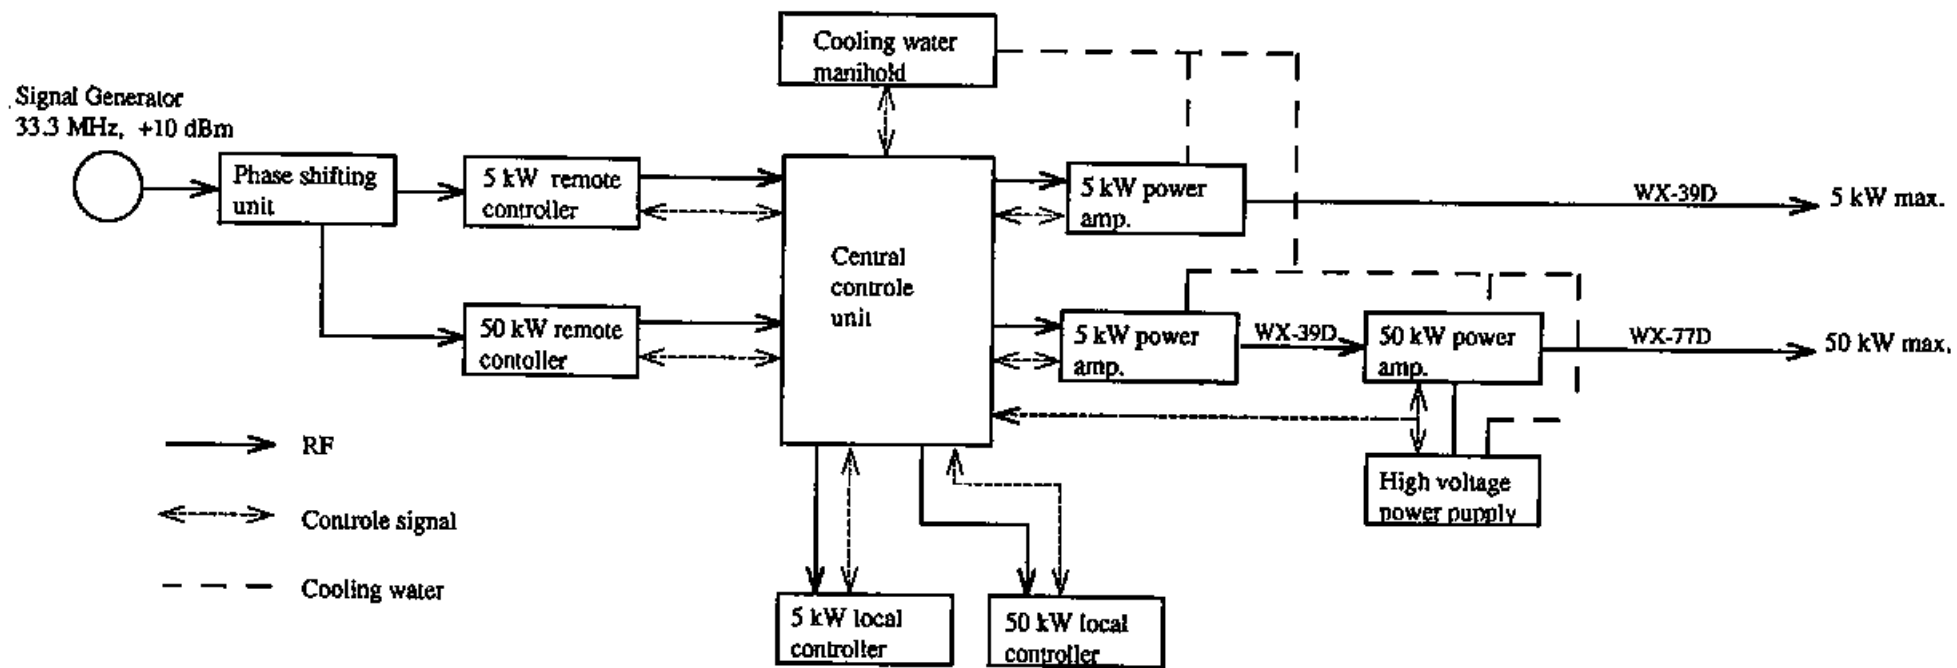 Cooling water
manihold
Signal Generator
33.3 MHz, +10 dBm
Phase shifting
unit
5 kW remote
controller
5 kW power
amp.
WX-39D
5 kW max.
Central
controle
unit
50 kW remote
contoller
5 kW power
amp.
WX-39D
50 kW power
amp.
WX-77D
50 kW max.
RF
High voltage
power pupply
Controle signal
Cooling water
5 kW local
controller
50 kW local
controller